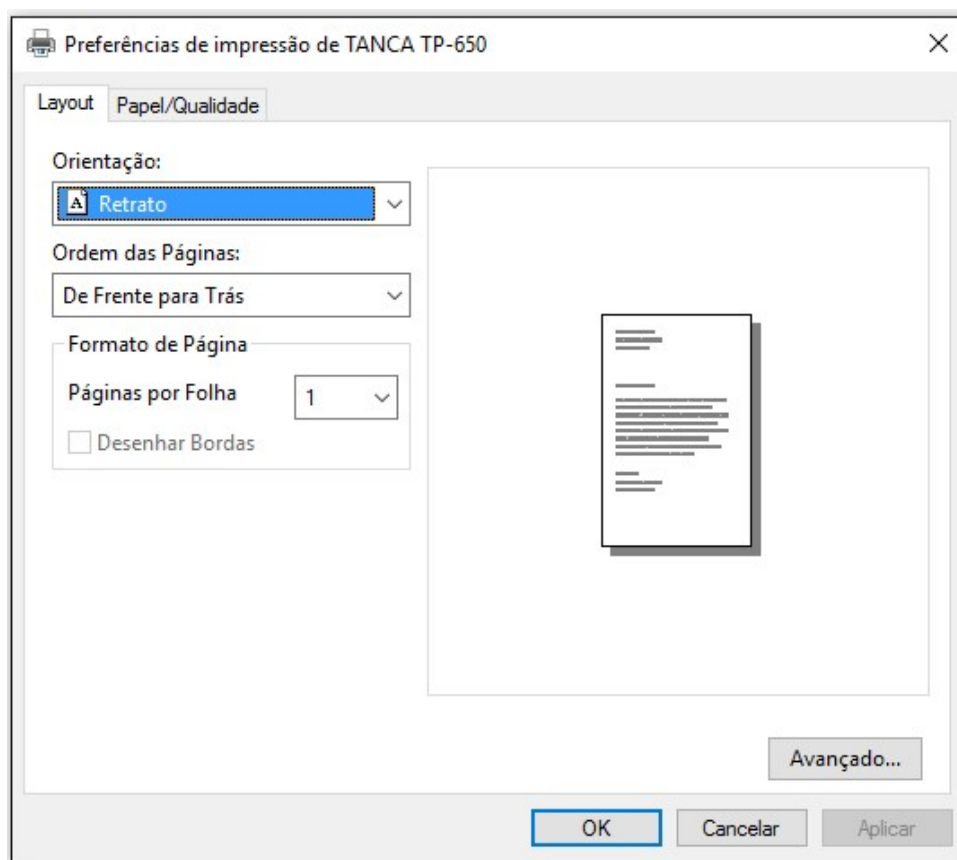 Preferências de impressão de TANCA TP-650
Layout
Papel/Qualidade
Orientação:
Retrato
Ordem das Páginas:
De Frente para Trás
Formato de Página
Páginas por Folha
1
Desenhar Bordas
Avançado...
OK
Cancelar
Aplicar